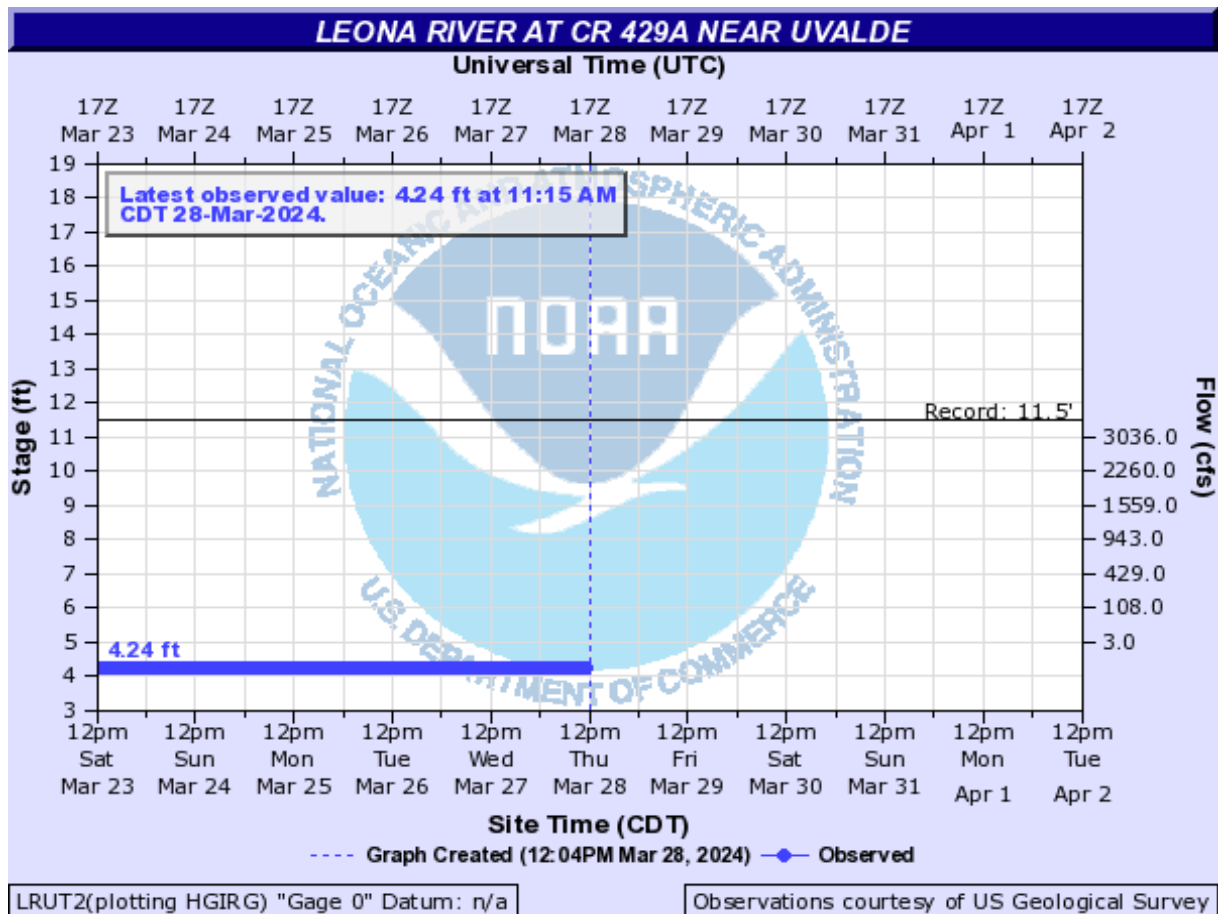 LEONA RIVER AT CR 429A NEAR UVALDE
Universal Time (UTC)
17Z 17Z 17Z 17Z 17Z 17Z 17Z 17Z 17Z 17Z 17Z
Mar 23 Mar 24 Mar 25 Mar 26 Mar 27 Mar 28 Mar 29 Mar 30 Mar 31 Apr 1 Apr 2
Latest observed value: 4.24 ft at 11:15 AM
CDT 28-Mar-2024.
NATIONAL OCEANIC AND ATMOSPHERIC ADMINISTRATION
NOAA
U.S. DEPARTMENT OF COMMERCE
Stage (ft)
19
18
17
16
15
14
13
12
11
10
9
8
7
6
5
4
3
Record: 11.5'
4.24 ft
Flow (cfs)
3036.0
2260.0
1559.0
943.0
429.0
108.0
3.0
12pm 12pm 12pm 12pm 12pm 12pm 12pm 12pm 12pm 12pm 12pm
Sat Sun Mon Tue Wed Thu Fri Sat Sun Mon Tue
Mar 23 Mar 24 Mar 25 Mar 26 Mar 27 Mar 28 Mar 29 Mar 30 Mar 31 Apr 1 Apr 2
Site Time (CDT)
Graph Created (12:04PM Mar 28, 2024) Observed
LRUT2(plotting HGIRG) "Gage 0" Datum: n/a
Observations courtesy of US Geological Survey